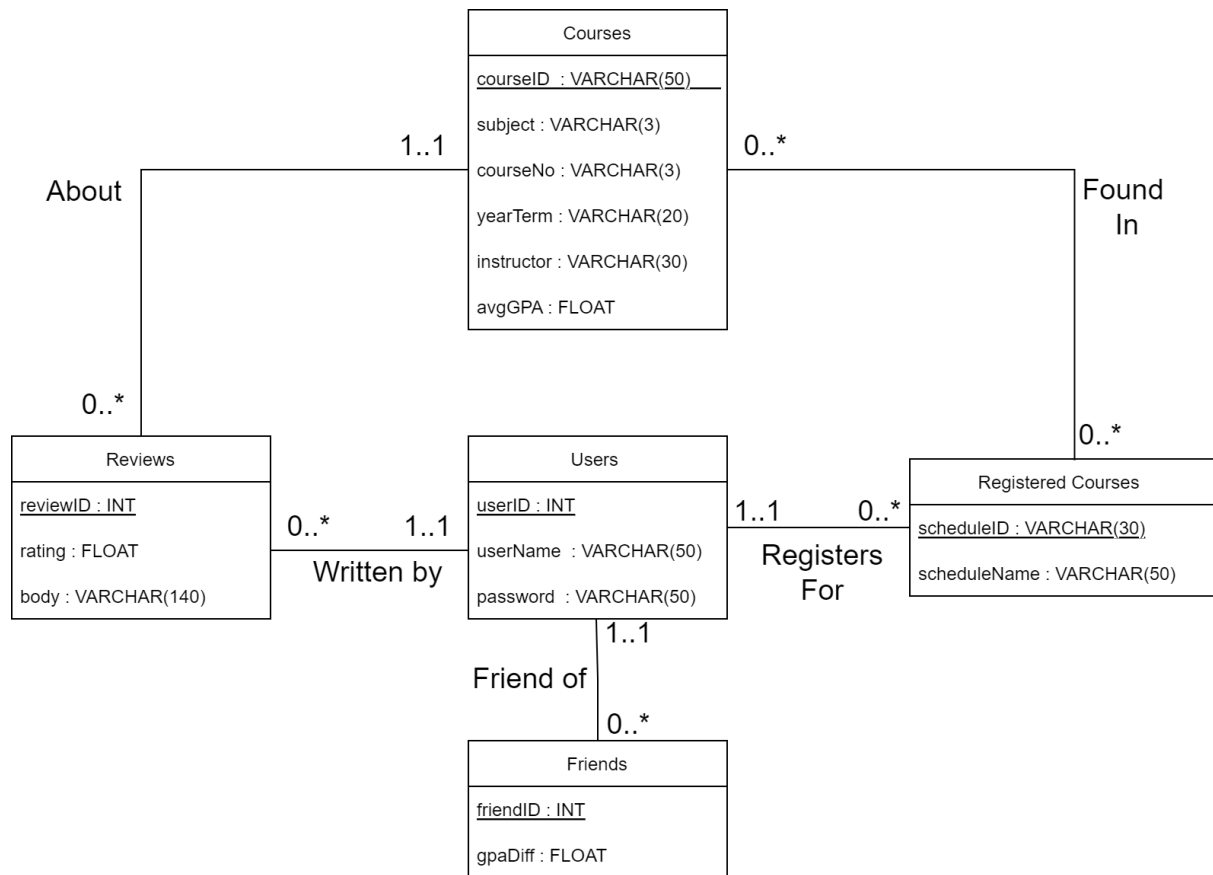 Courses
courseID : VARCHAR(50)
subject : VARCHAR(3)
courseNo : VARCHAR(3)
yearTerm : VARCHAR(20)
instructor : VARCHAR(30)
avgGPA : FLOAT
1..1
0..*
About
Found
In
0..*
0..*
Reviews
reviewID : INT
rating : FLOAT
body : VARCHAR(140)
0..*
1..1
Written by
Users
userID : INT
userName : VARCHAR(50)
password : VARCHAR(50)
1..1
0..*
Registers
For
Registered Courses
scheduleID : VARCHAR(30)
scheduleName : VARCHAR(50)
1..1
Friend of
0..*
Friends
friendID : INT
gpaDiff : FLOAT